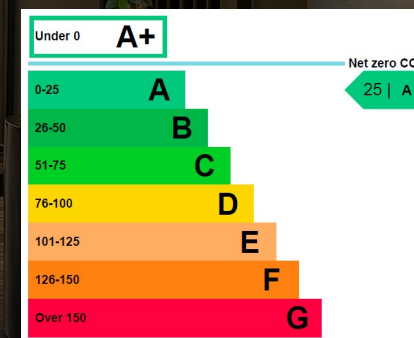 Under 0 A+
Net zero CO
0-25 A
25 | A
26-50 B
51-75 C
76-100 D
101-125 E
126-150 F
Over 150 G